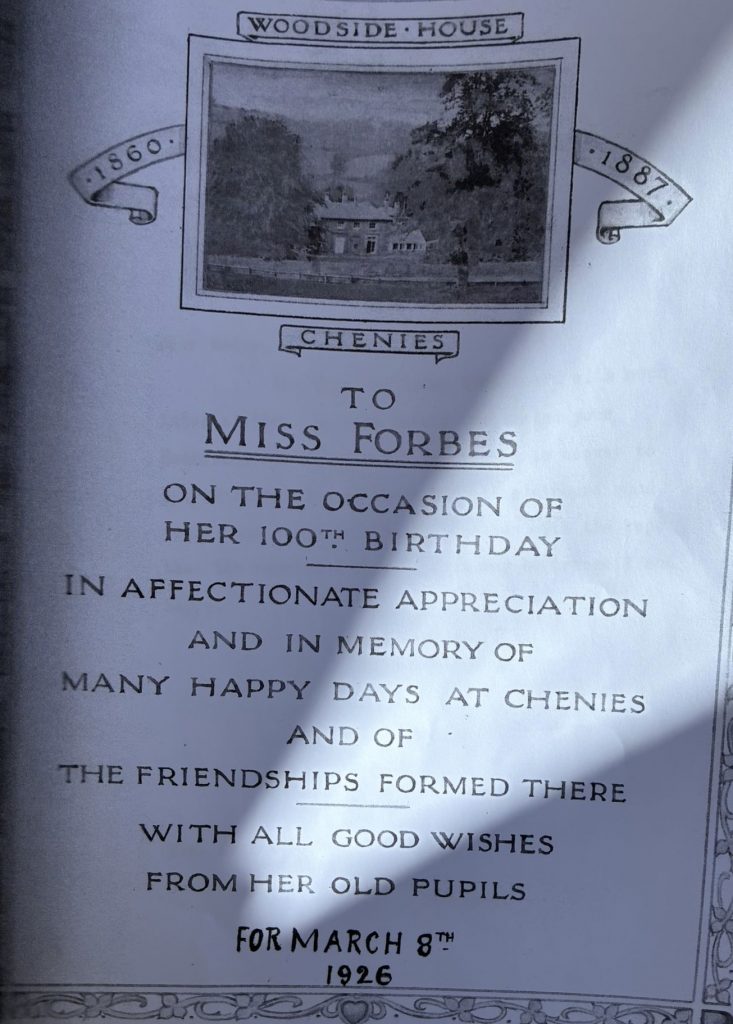 WOODSIDE · HOUSE
· 1860 ·
· 1887 ·
CHENIES
TO
MISS FORBES
ON THE OCCASION OF
HER 100TH BIRTHDAY
IN AFFECTIONATE APPRECIATION
AND IN MEMORY OF
MANY HAPPY DAYS AT CHENIES
AND OF
THE FRIENDSHIPS FORMED THERE
WITH ALL GOOD WISHES
FROM HER OLD PUPILS
FOR MARCH 8TH
1926